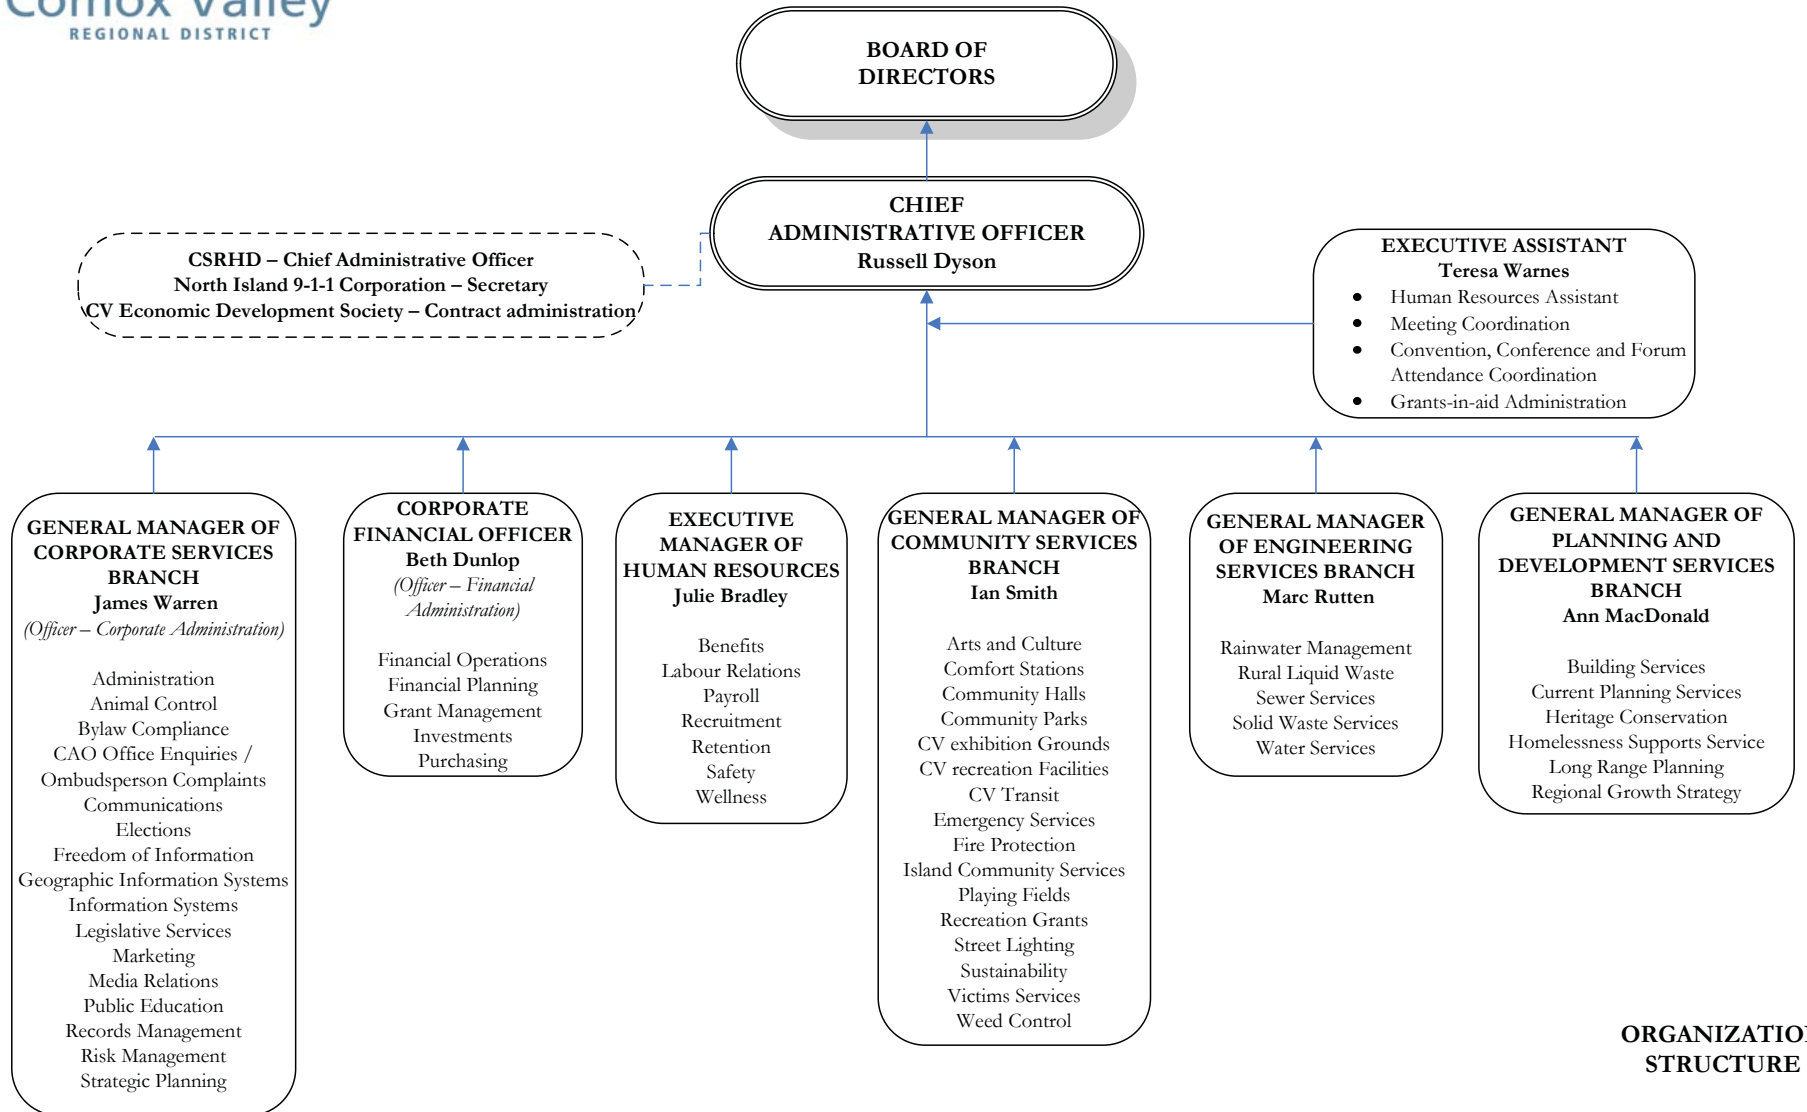 Comox Valley
REGIONAL DISTRICT
BOARD OF
DIRECTORS
CHIEF
ADMINISTRATIVE OFFICER
Russell Dyson
CSRHD – Chief Administrative Officer
North Island 9-1-1 Corporation – Secretary
CV Economic Development Society – Contract administration
EXECUTIVE ASSISTANT
Teresa Warnes
• Human Resources Assistant
• Meeting Coordination
• Convention, Conference and Forum
Attendance Coordination
• Grants-in-aid Administration
GENERAL MANAGER OF
CORPORATE SERVICES
BRANCH
James Warren
(Officer – Corporate Administration)
Administration
Animal Control
Bylaw Compliance
CAO Office Enquiries /
Ombudsperson Complaints
Communications
Elections
Freedom of Information
Geographic Information Systems
Information Systems
Legislative Services
Marketing
Media Relations
Public Education
Records Management
Risk Management
Strategic Planning
CORPORATE
FINANCIAL OFFICER
Beth Dunlop
(Officer – Financial
Administration)
Financial Operations
Financial Planning
Grant Management
Investments
Purchasing
EXECUTIVE
MANAGER OF
HUMAN RESOURCES
Julie Bradley
Benefits
Labour Relations
Payroll
Recruitment
Retention
Safety
Wellness
GENERAL MANAGER OF
COMMUNITY SERVICES
BRANCH
Ian Smith
Arts and Culture
Comfort Stations
Community Halls
Community Parks
CV exhibition Grounds
CV recreation Facilities
CV Transit
Emergency Services
Fire Protection
Island Community Services
Playing Fields
Recreation Grants
Street Lighting
Sustainability
Victims Services
Weed Control
GENERAL MANAGER
OF ENGINEERING
SERVICES BRANCH
Marc Rutten
Rainwater Management
Rural Liquid Waste
Sewer Services
Solid Waste Services
Water Services
GENERAL MANAGER OF
PLANNING AND
DEVELOPMENT SERVICES
BRANCH
Ann MacDonald
Building Services
Current Planning Services
Heritage Conservation
Homelessness Supports Service
Long Range Planning
Regional Growth Strategy
ORGANIZATION
STRUCTURE